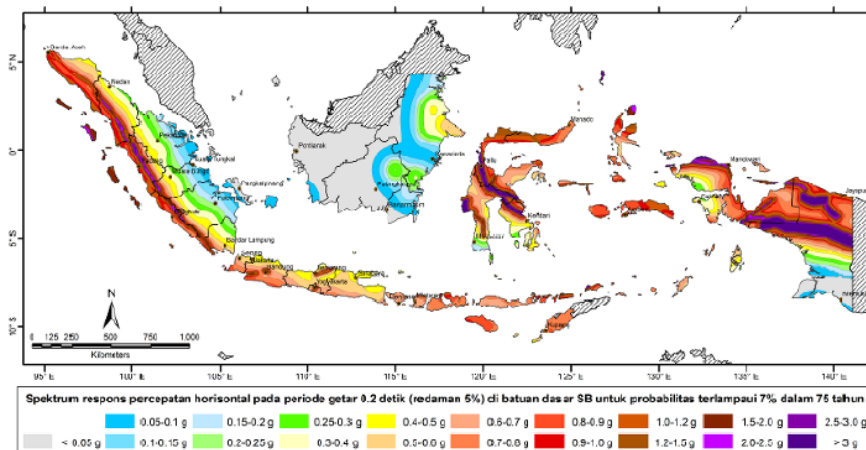 Banda Aceh
Medan
5° N
Manado
Pontianak
0°
Manokwari
Palu
Jayapura
Kendari
Bandar Lampung
5° S
Bandung
Yogyakarta
N
10° S
Kupang
0 125 250 500 750 1.000
Kilometers
95° E 100° E 105° E 110° E 115° E 120° E 125° E 130° E 135° E 140° E
Spektrum respons percepatan horisontal pada periode getar 0.2 detik (redaman 5%) di batuan dasar SB untuk probabilitas terlampaui 7% dalam 75 tahun
0.05-0.1 g 0.15-0.2 g 0.25-0.3 g 0.4-0.5 g 0.6-0.7 g 0.8-0.9 g 1.0-1.2 g 1.5-2.0 g 2.5-3.0 g
< 0.05 g 0.1-0.15 g 0.2-0.25 g 0.3-0.4 g 0.5-0.6 g 0.7-0.8 g 0.9-1.0 g 1.2-1.5 g 2.0-2.5 g > 3 g